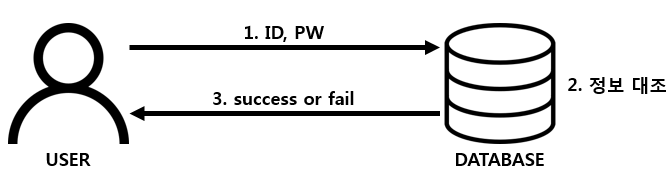 1. ID, PW
2. 정보 대조
3. success or fail
USER
DATABASE